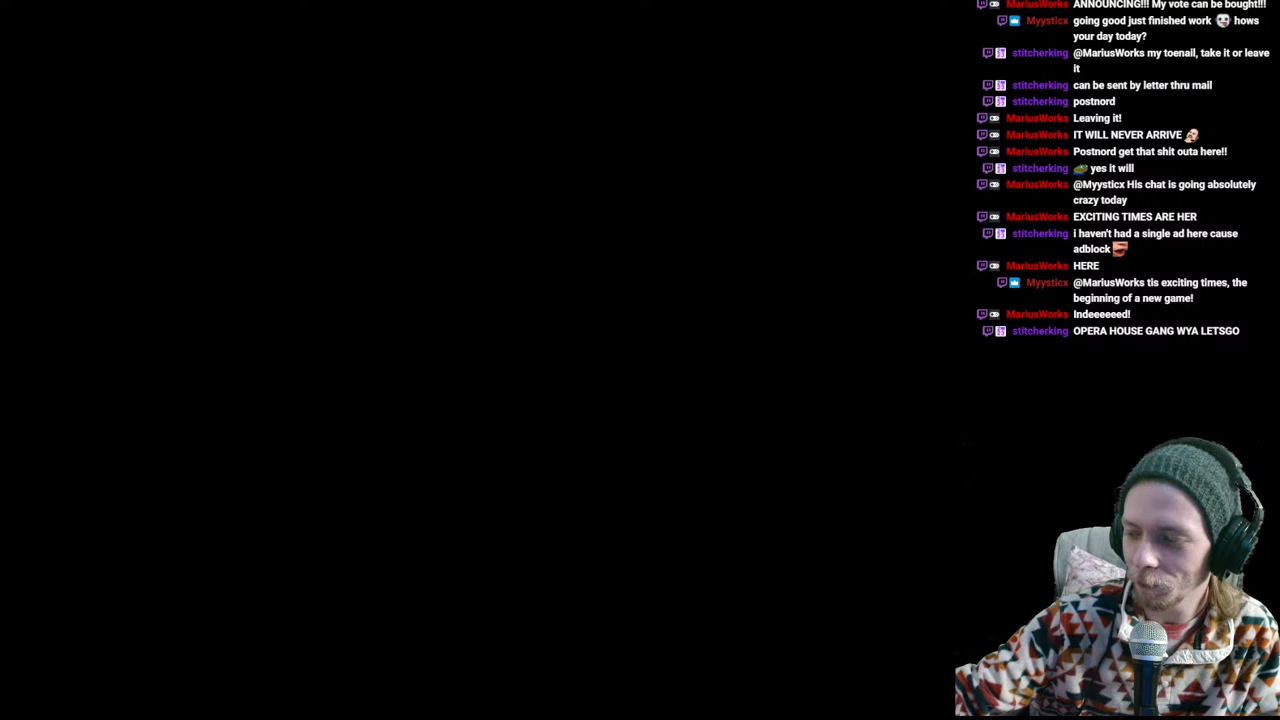 MariusWorks ANNOUNCING!!! My vote can be bought!!!
Myysticx going good just finished work hows
your day today?
stitcherking @MariusWorks my toenail, take it or leave
it
stitcherking can be sent by letter thru mail
stitcherking postnord
MariusWorks Leaving it!
MariusWorks IT WILL NEVER ARRIVE
MariusWorks Postnord get that shit outa here!!
stitcherking yes it will
MariusWorks @Myysticx His chat is going absolutely
crazy today
MariusWorks EXCITING TIMES ARE HER
stitcherking i haven't had a single ad here cause
adblock
MariusWorks HERE
Myysticx @MariusWorks tis exciting times, the
beginning of a new game!
MariusWorks Indeeeeeed!
stitcherking OPERA HOUSE GANG WYA LETSGO